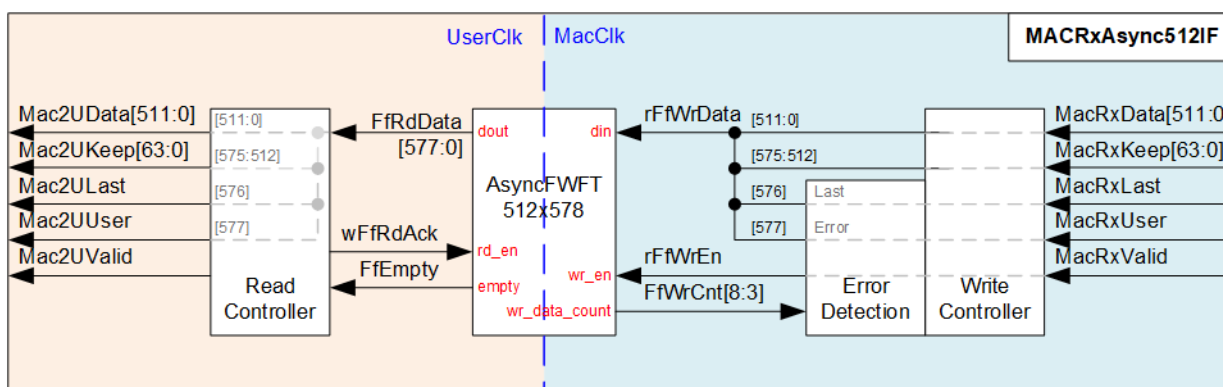 UserClk
MacClk
MACRxAsync512IF
Mac2UData[511:0]
Mac2UKeep[63:0]
Mac2ULast
Mac2UUser
Mac2UValid
[511:0]
[575:512]
[576]
[577]
Read
Controller
FfRdData
[577:0]
wFfRdAck
FfEmpty
dout
din
AsyncFWFT
512x578
rd_en
empty
wr_en
wr_data_count
rFfWrData
rFfWrEn
FfWrCnt[8:3]
[511:0]
[575:512]
[576]
[577]
Last
Error
Error
Detection
Write
Controller
MacRxData[511:0
MacRxKeep[63:0]
MacRxLast
MacRxUser
MacRxValid